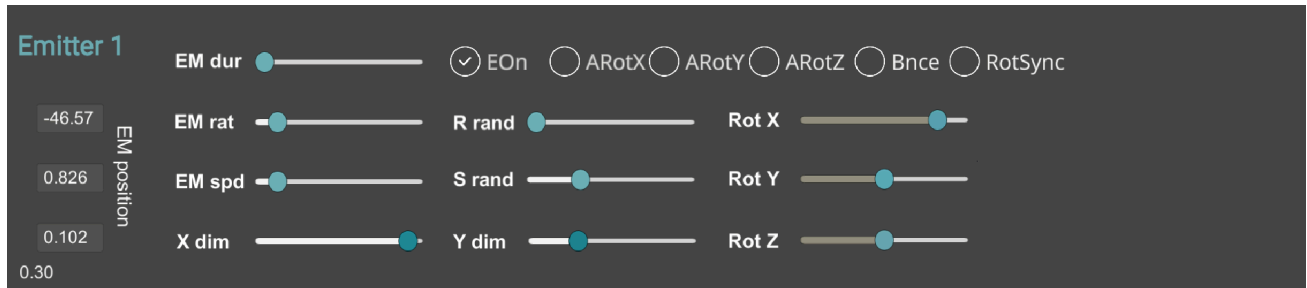 Emitter 1
EM dur
EOn ARotX ARotY ARotZ Bnce RotSync
-46.57
EM position
EM rat R rand Rot X
0.826
EM spd S rand Rot Y
0.102
X dim Y dim Rot Z
0.30